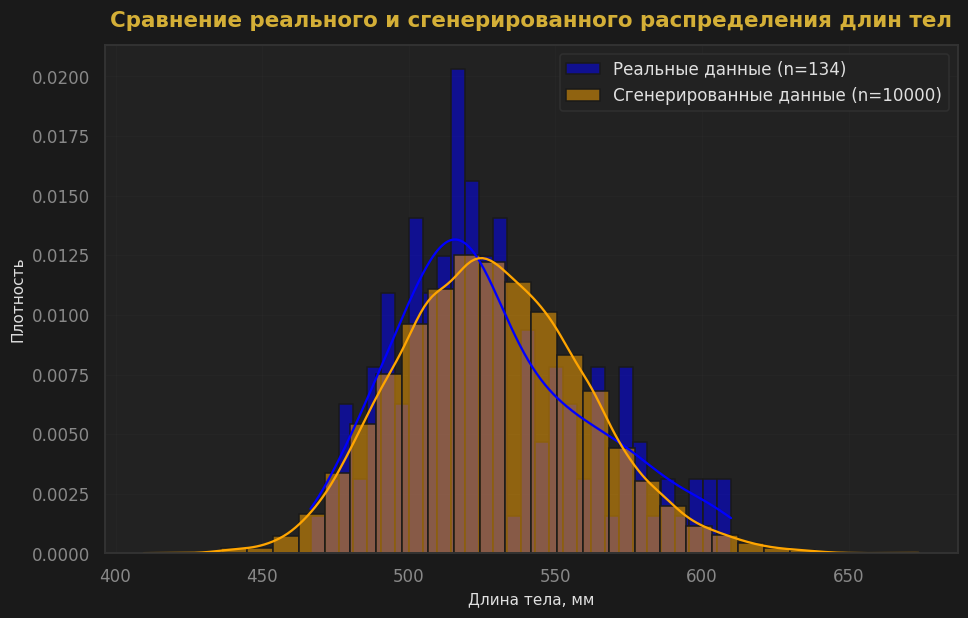 Сравнение реального и сгенерированного распределения длин тел
Реальные данные (n=134)
Сгенерированные данные (n=10000)
Плотность
0.0200
0.0175
0.0150
0.0125
0.0100
0.0075
0.0050
0.0025
0.0000
400 450 500 550 600 650
Длина тела, мм